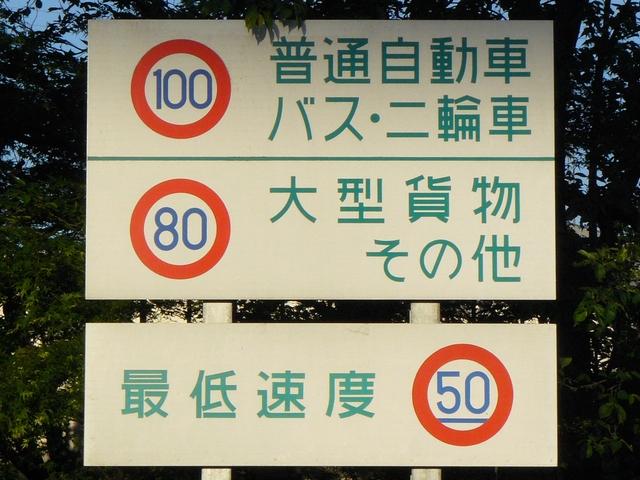 100 普通自動車
バス・二輪車
80 大型貨物
その他
最低速度 50